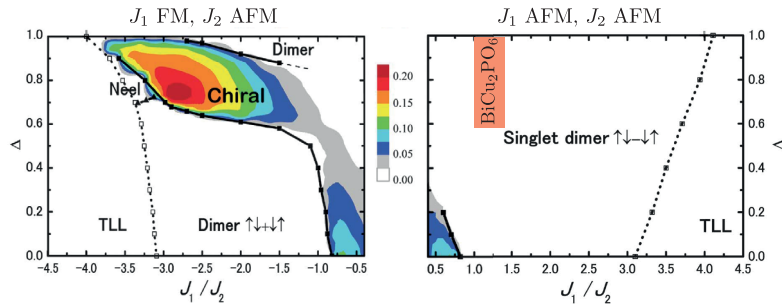 J₁ FM, J₂ AFM
J₁ AFM, J₂ AFM
1.0
0.8
0.6
0.4
0.2
0.0
Δ
Dimer
Neel
Chiral
TLL
Dimer ↑↓+↓↑
0.20
0.15
0.10
0.05
0.00
-4.5 -4.0 -3.5 -3.0 -2.5 -2.0 -1.5 -1.0 -0.5
J₁/J₂
BiCu₂PO₆
Singlet dimer ↑↓–↓↑
TLL
1.0
0.8
0.6
0.4
0.2
0.0
Δ
0.5 1.0 1.5 2.0 2.5 3.0 3.5 4.0 4.5
J₁/J₂